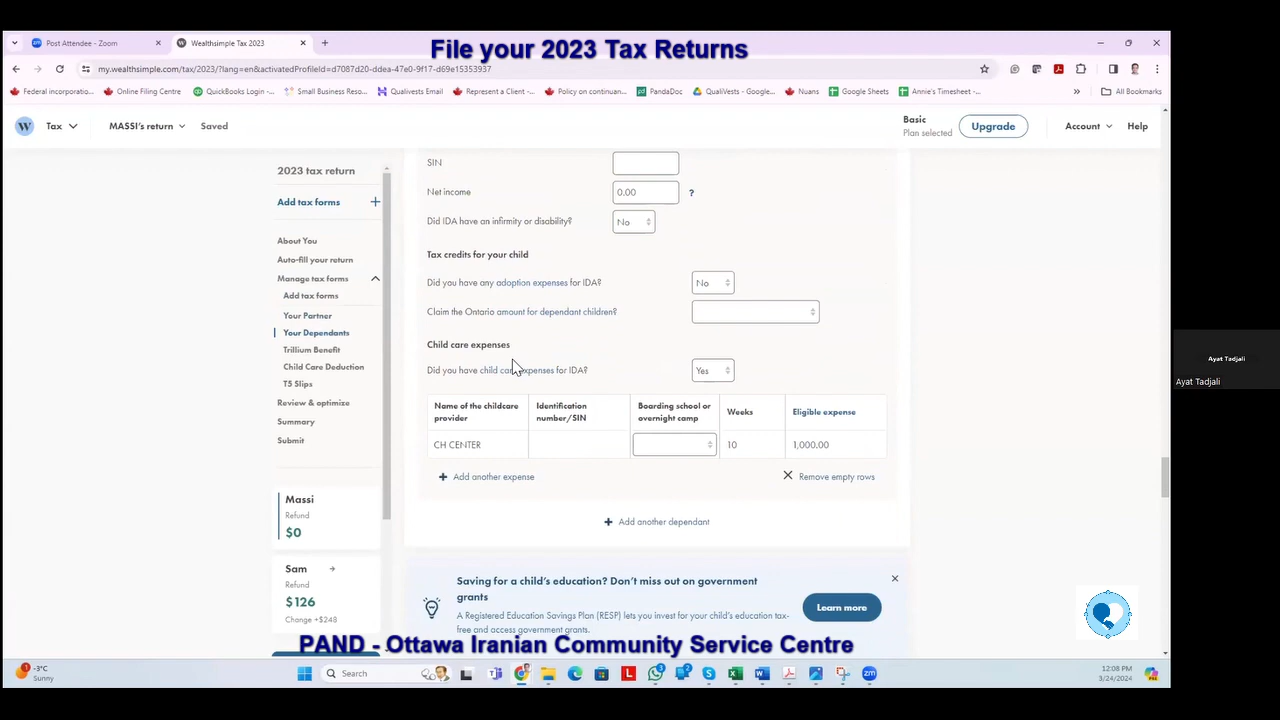 File your 2023 Tax Returns
Post Attendee - Zoom
Wealthsimple Tax 2023
my.wealthsimple.com/tax/2023/?lang=en&activatedProfileId=d7087d20-ddea-47e0-9f17-d69e15353937
Federal incorporatio...
Online Filing Centre
QuickBooks Login -...
Small Business Reso...
Qualivests Email
Represent a Client -...
Policy on continuan...
PandaDoc
QualiVests - Google...
Nuans
Google Sheets
Annie's Timesheet -...
All Bookmarks
W
Tax
MASSI's return
Saved
Basic
Plan selected
Upgrade
Account
Help
2023 tax return
Add tax forms
About You
Auto-fill your return
Manage tax forms
Add tax forms
Your Partner
Your Dependants
Trillium Benefit
Child Care Deduction
T5 Slips
Review & optimize
Summary
Submit
Massi
Refund
$0
Sam
Refund
$126
Change +$248
SIN
Net income 0.00 ?
Did IDA have an infirmity or disability? No
Tax credits for your child
Did you have any adoption expenses for IDA? No
Claim the Ontario amount for dependant children?
Child care expenses
Did you have child care expenses for IDA? Yes
Name of the childcare provider
Identification number/SIN
Boarding school or overnight camp
Weeks
Eligible expense
CH CENTER 10 1,000.00
Add another expense
Remove empty rows
Add another dependant
Saving for a child's education? Don't miss out on government
grants
A Registered Education Savings Plan (RESP) lets you invest for your child's education tax-
free and access government grants.
Learn more
Ayat Tadjali
Ayat Tadjali
PAND - Ottawa Iranian Community Service Centre
-3°C
Sunny
Search
12:08 PM
3/24/2024